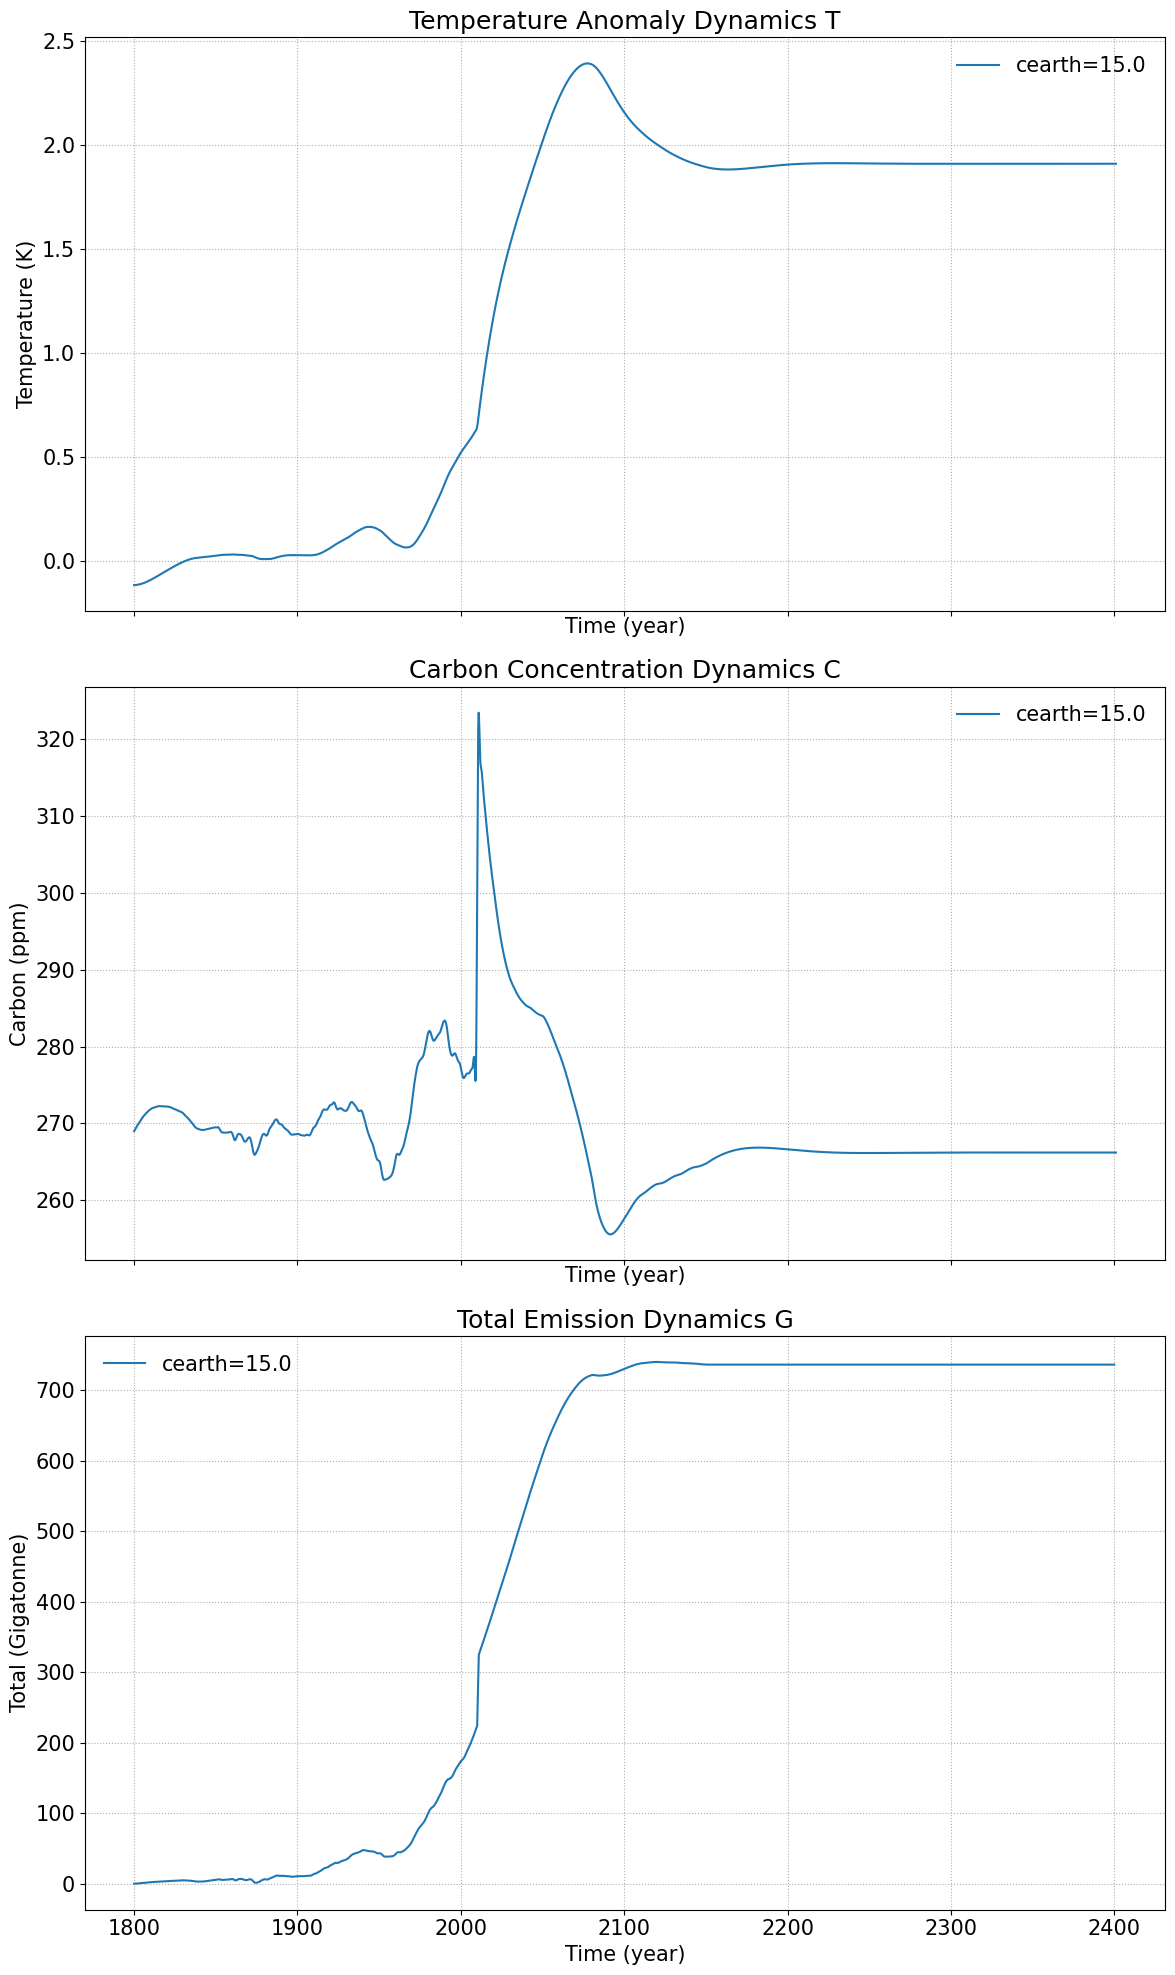 Temperature Anomaly Dynamics T
cearth=15.0
2.5
2.0
1.5
1.0
0.5
0.0
Temperature (K)
Time (year)
Carbon Concentration Dynamics C
cearth=15.0
320
310
300
290
280
270
260
Carbon (ppm)
Time (year)
Total Emission Dynamics G
cearth=15.0
700
600
500
400
300
200
100
0
Total (Gigatonne)
1800 1900 2000 2100 2200 2300 2400
Time (year)